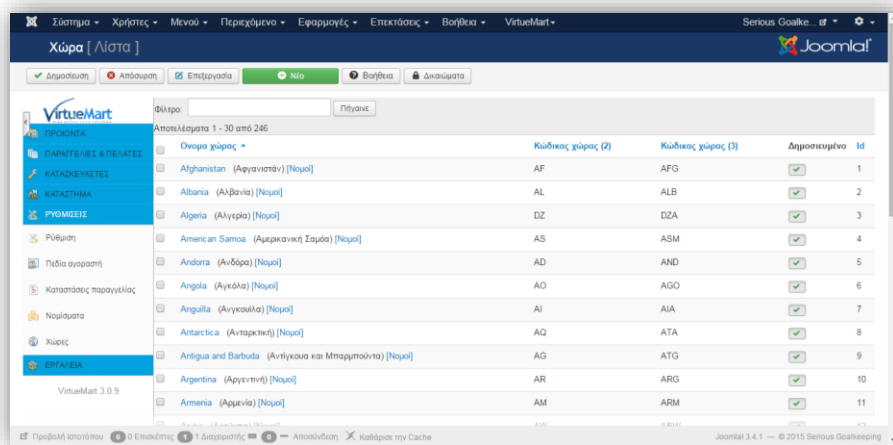 Σύστημα Χρήστες Μενού Περιεχόμενο Εφαρμογές Επεκτάσεις Βοήθεια VirtueMart Serious Goalke...
Χώρα [ Λίστα ] Joomla!
Δημοσίευση Απόσυρση Επεξεργασία Νέο Βοήθεια Δικαιώματα
VirtueMart
ΠΡΟΙΟΝΤΑ
ΠΑΡΑΓΓΕΛΙΕΣ & ΠΕΛΑΤΕΣ
ΚΑΤΑΣΚΕΥΑΣΤΕΣ
ΚΑΤΑΣΤΗΜΑ
ΡΥΘΜΙΣΕΙΣ
Ρύθμιση
Πεδία αγοραστή
Καταστάσεις παραγγελίας
Νομίσματα
Χώρες
ΕΡΓΑΛΕΙΑ
VirtueMart 3.0.9
Φίλτρο: Πήγαινε
Αποτελέσματα 1 - 30 από 246
Όνομα χώρας Κώδικας χώρας (2) Κώδικας χώρας (3) Δημοσιευμένο Id
Afghanistan (Αφγανιστάν) [Νομοί] AF AFG 1
Albania (Αλβανία) [Νομοί] AL ALB 2
Algeria (Αλγερία) [Νομοί] DZ DZA 3
American Samoa (Αμερικανική Σαμόα) [Νομοί] AS ASM 4
Andorra (Ανδόρα) [Νομοί] AD AND 5
Angola (Αγκόλα) [Νομοί] AO AGO 6
Anguilla (Ανγκουίλα) [Νομοί] AI AIA 7
Antarctica (Ανταρκτική) [Νομοί] AQ ATA 8
Antigua and Barbuda (Αντίγκουα και Μπαρμπούντα) [Νομοί] AG ATG 9
Argentina (Αργεντινή) [Νομοί] AR ARG 10
Armenia (Αρμενία) [Νομοί] AM ARM 11
Προβολή Ιστοτόπου 0 0 Επισκέπτες 1 1 Διαχειριστής 0 Αποσύνδεση Καθάρισε την Cache Joomla! 3.4.1 — © 2015 Serious Goalkeeping